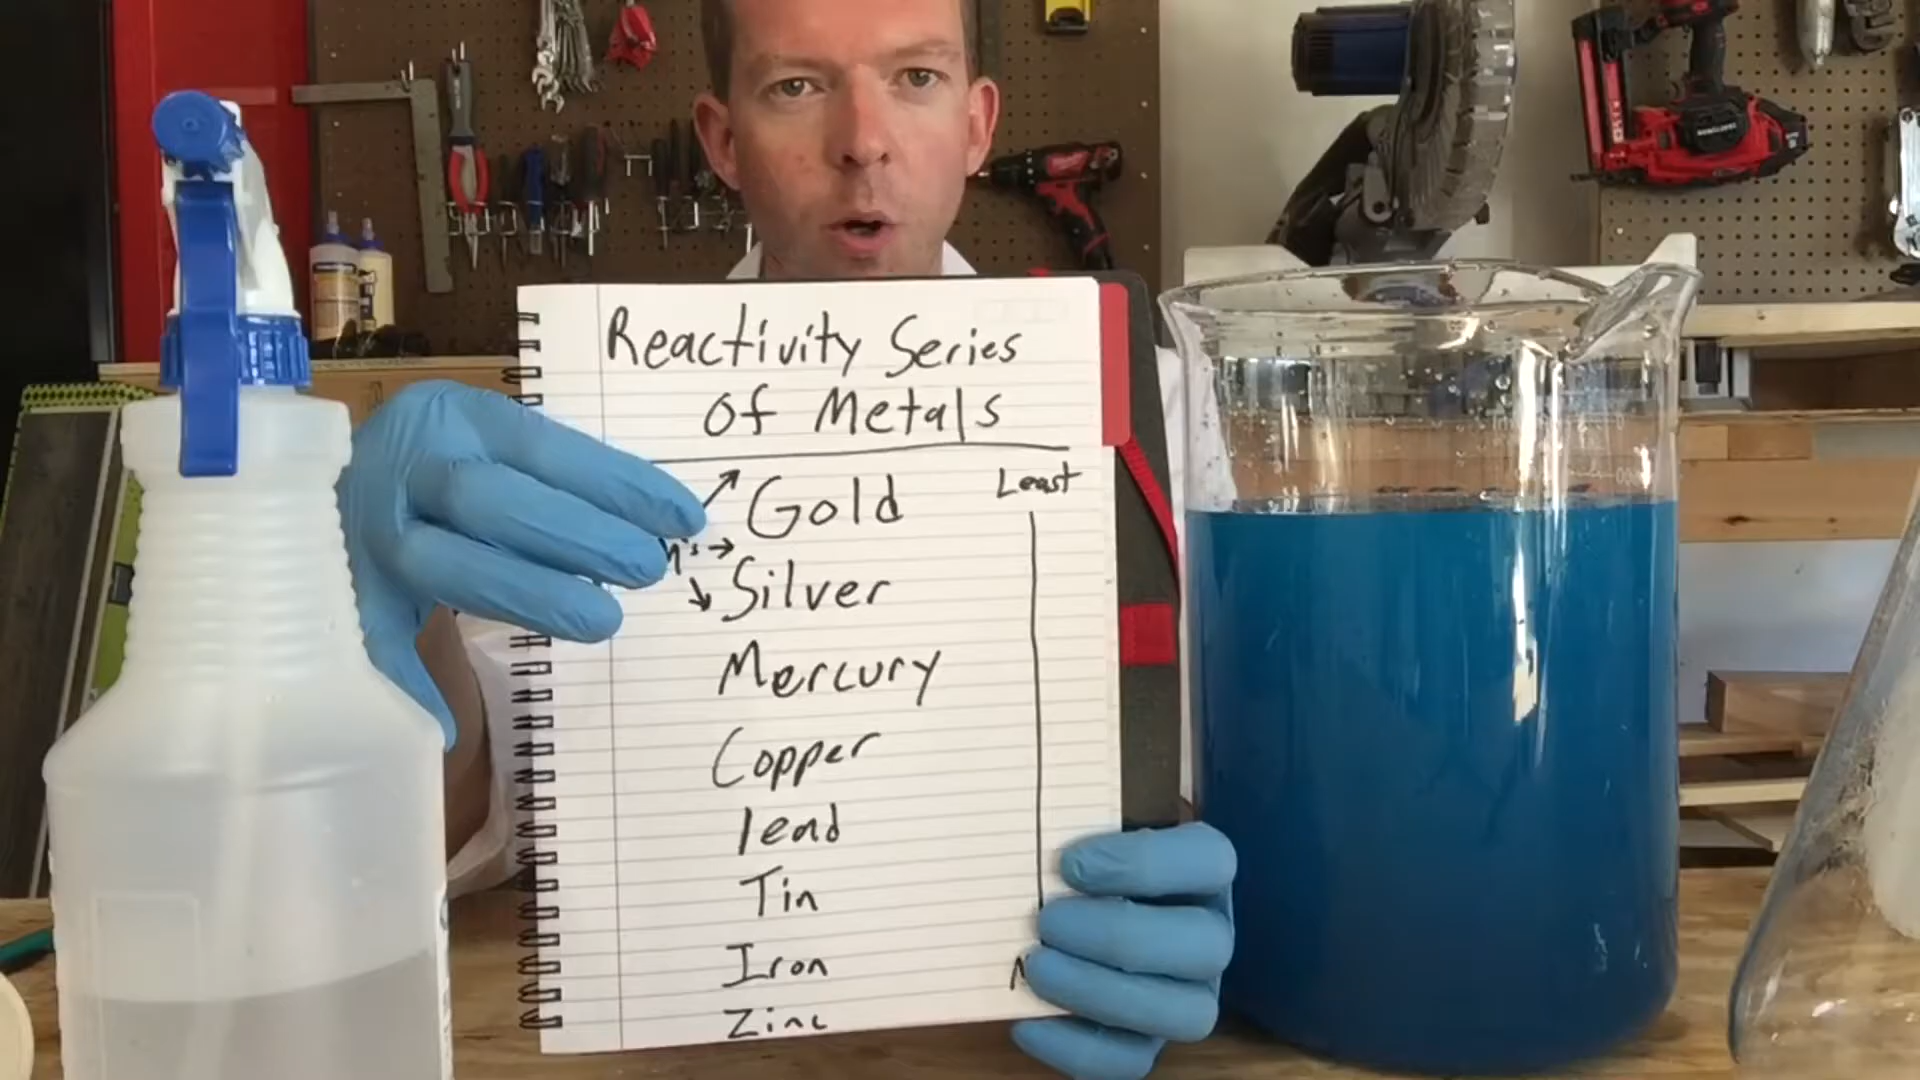 Reactivity Series
Of Metals
Gold
Least
Silver
Mercury
Copper
lead
Tin
Iron
Zinc